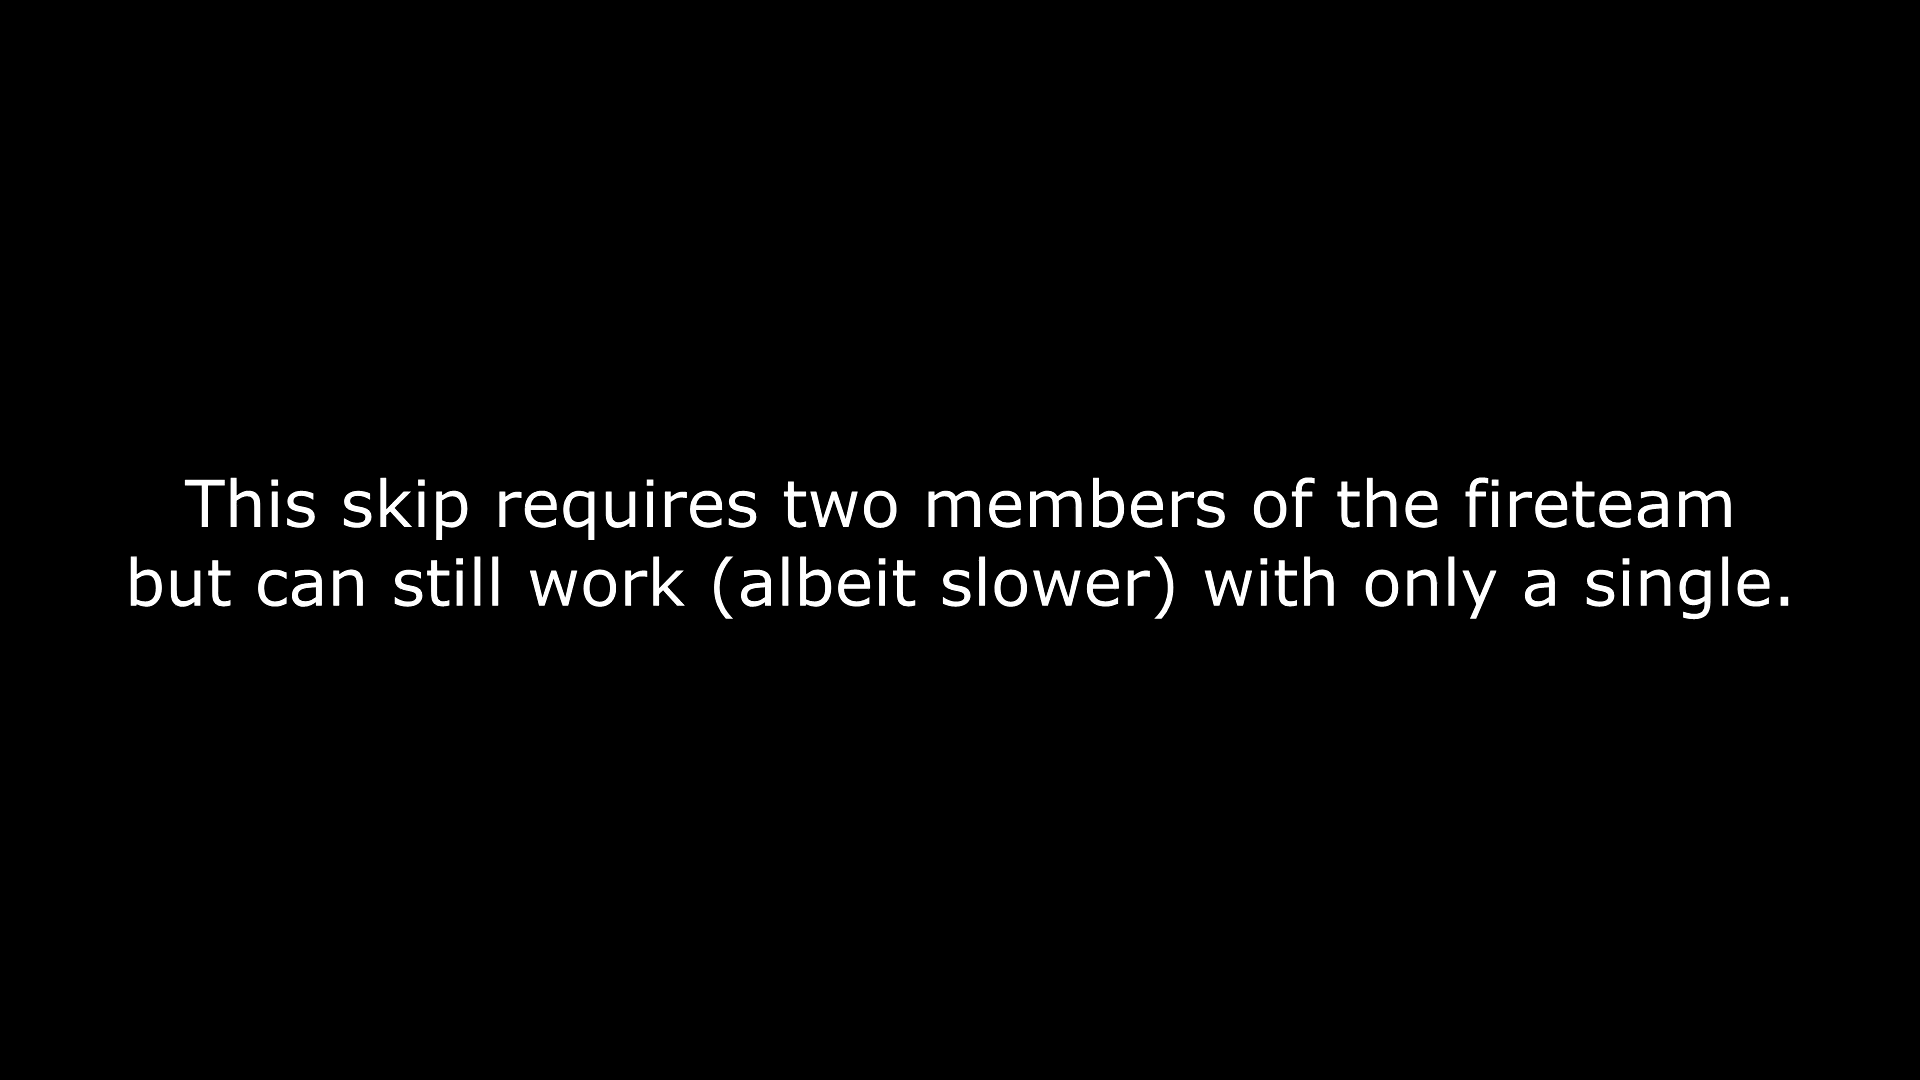 This skip requires two members of the fireteam
but can still work (albeit slower) with only a single.